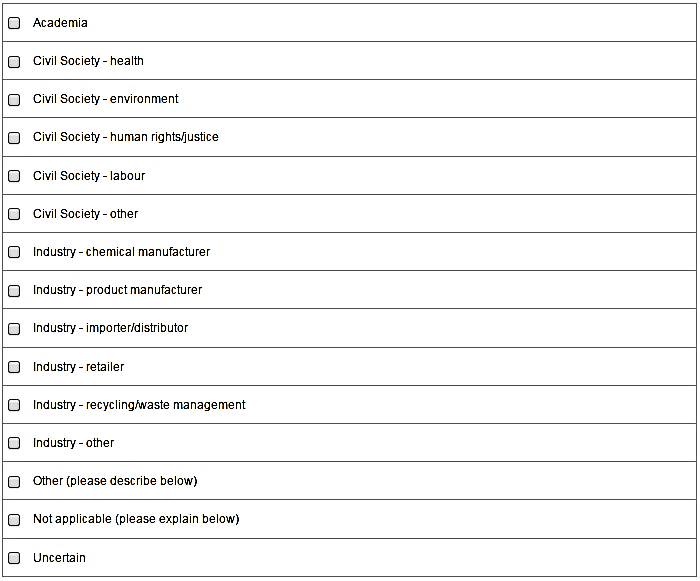 Academia
Civil Society - health
Civil Society - environment
Civil Society - human rights/justice
Civil Society - labour
Civil Society - other
Industry - chemical manufacturer
Industry - product manufacturer
Industry - importer/distributor
Industry - retailer
Industry - recycling/waste management
Industry - other
Other (please describe below)
Not applicable (please explain below)
Uncertain